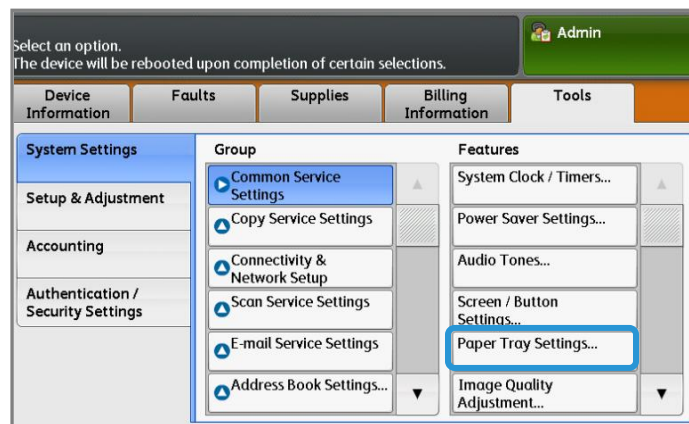 Select an option.
The device will be rebooted upon completion of certain selections.
Admin
Device
Information
Faults
Supplies
Billing
Information
Tools
System Settings
Setup & Adjustment
Accounting
Authentication /
Security Settings
Group
Common Service
Settings
Copy Service Settings
Connectivity &
Network Setup
Scan Service Settings
E-mail Service Settings
Address Book Settings...
Features
System Clock / Timers...
Power Saver Settings...
Audio Tones...
Screen / Button
Settings...
Paper Tray Settings...
Image Quality
Adjustment...